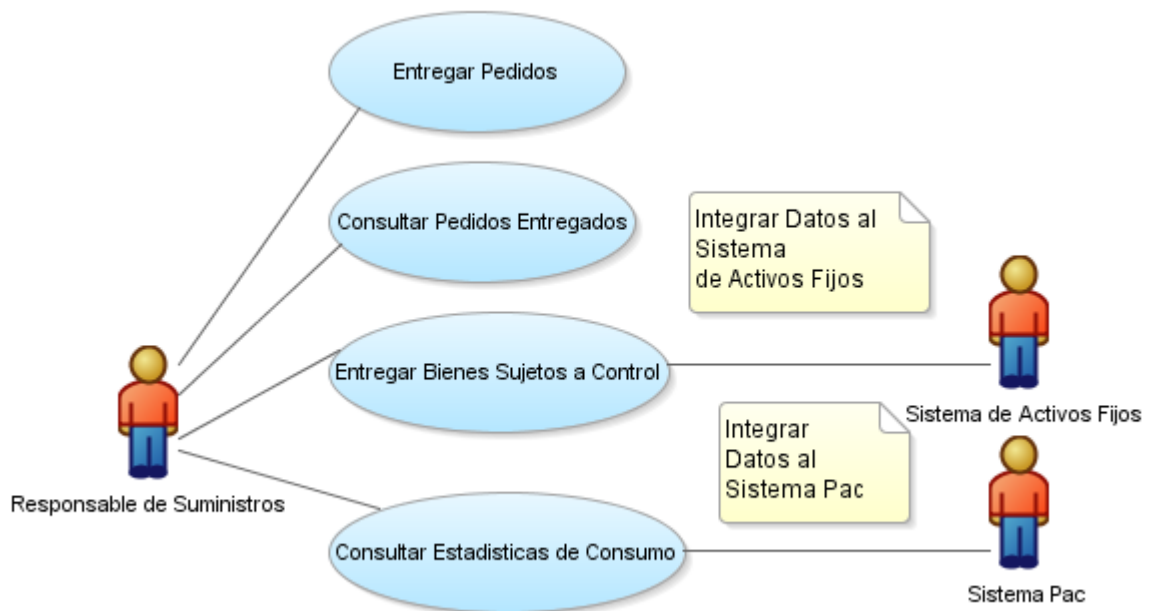 Entregar Pedidos
Consultar Pedidos Entregados
Integrar Datos al
Sistema
de Activos Fijos
Entregar Bienes Sujetos a Control
Sistema de Activos Fijos
Integrar
Datos al
Sistema Pac
Responsable de Suministros
Consultar Estadisticas de Consumo
Sistema Pac